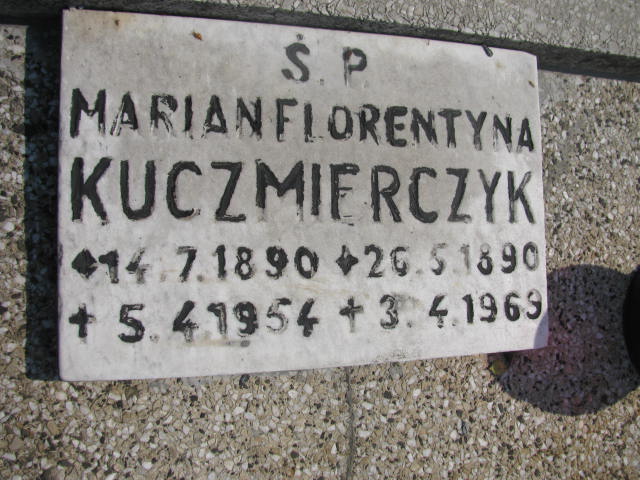 Ś.P.
MARIAN FLORENTYNA
KUCZMIERCZYK
14.7.1890 26.5.1890
† 5.4.1954 † 3.4.1969